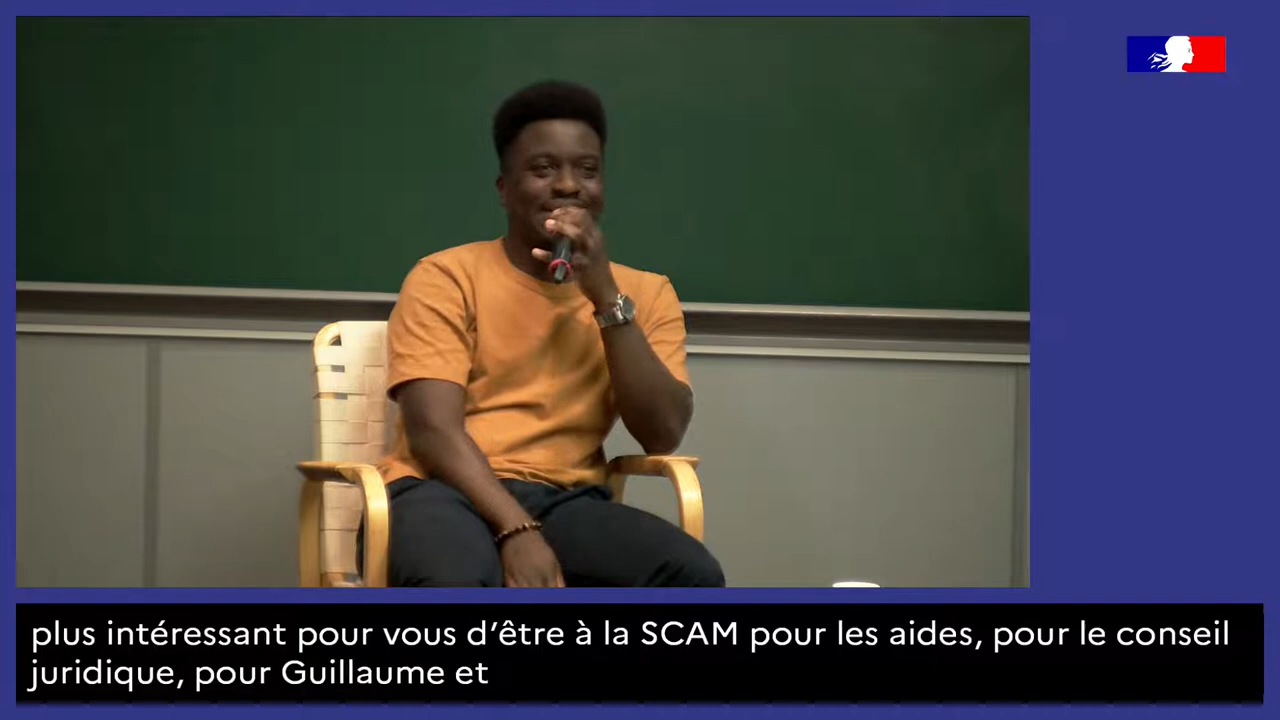 plus intéressant pour vous d’être à la SCAM pour les aides, pour le conseil
juridique, pour Guillaume et